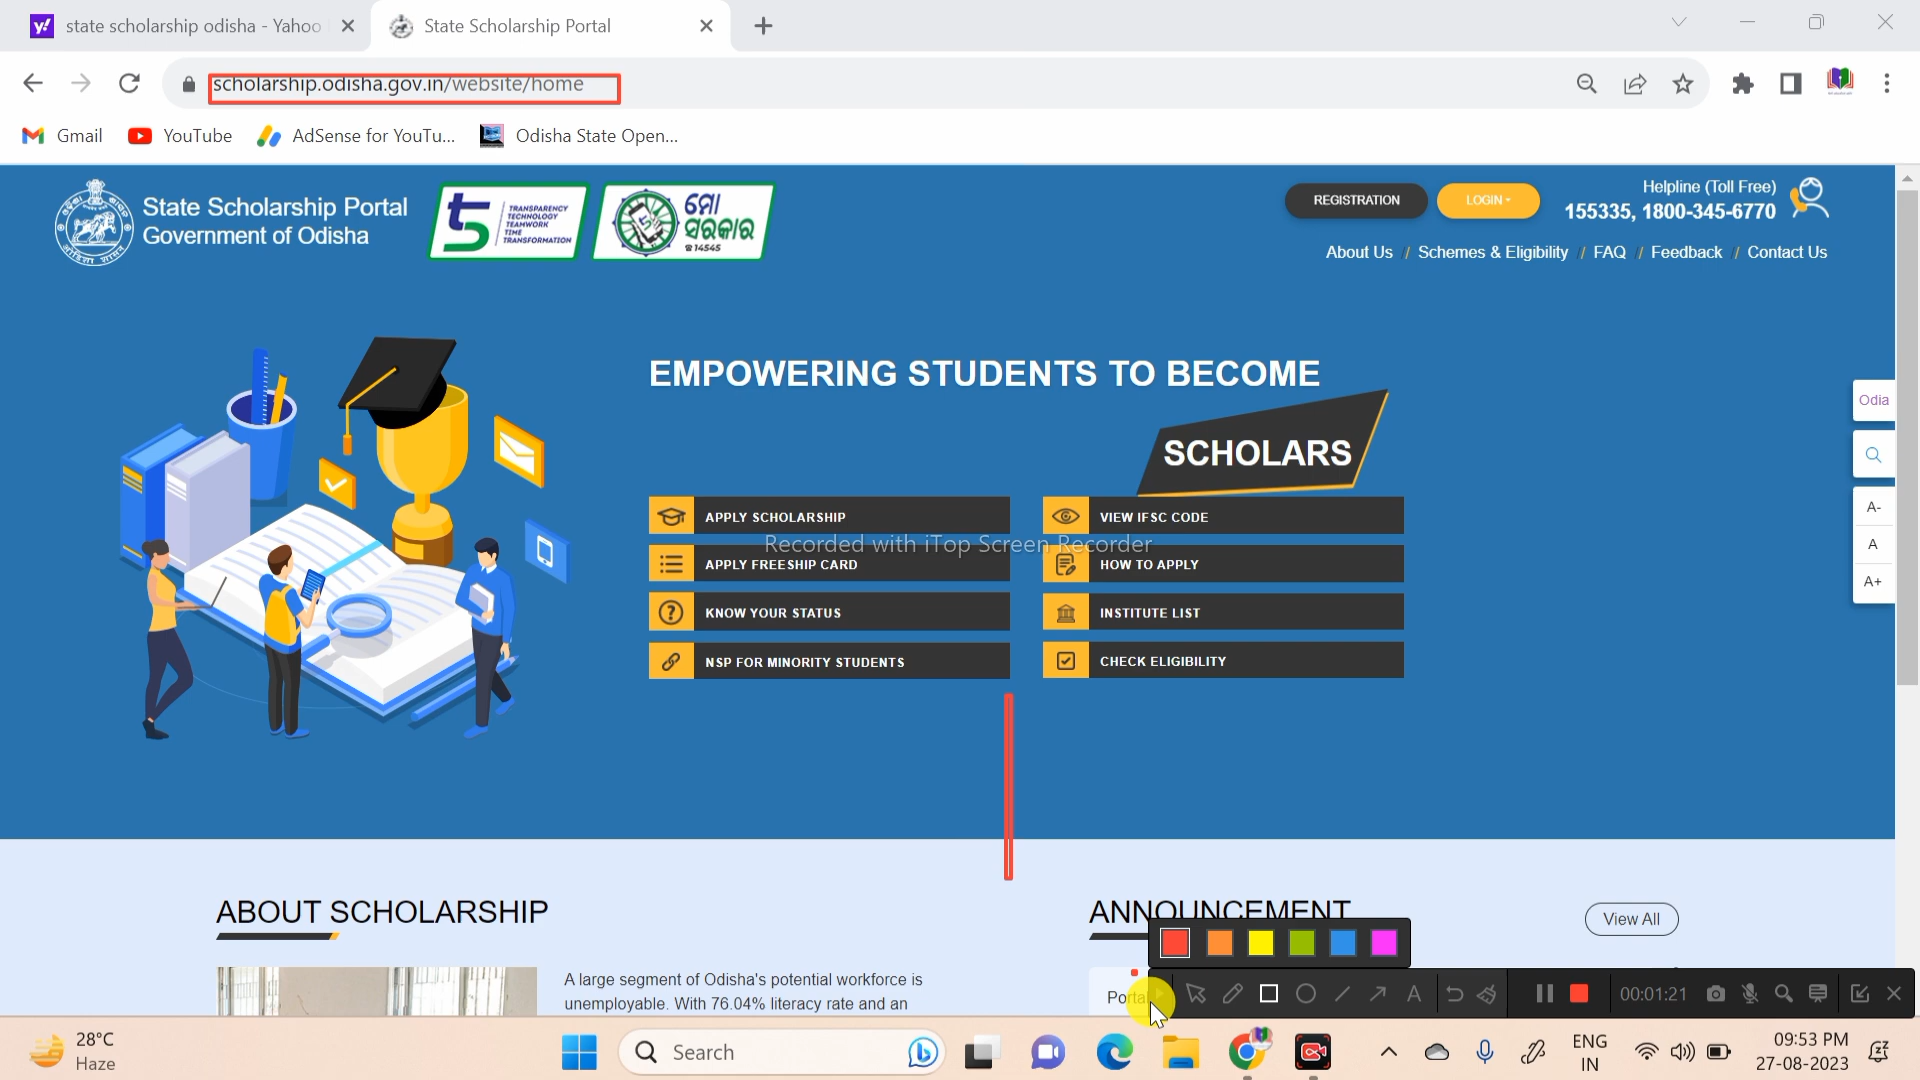 state scholarship odisha - Yahoo
State Scholarship Portal
scholarship.odisha.gov.in/website/home
Gmail
YouTube
AdSense for YouTu...
Odisha State Open...
State Scholarship Portal
Government of Odisha
5
TRANSPARENCY
TECHNOLOGY
TEAMWORK
TIME
TRANSFORMATION
ମୋ
ସରକାର
14545
REGISTRATION
LOGIN
Helpline (Toll Free)
155335, 1800-345-6770
About Us / Schemes & Eligibility / FAQ / Feedback / Contact Us
EMPOWERING STUDENTS TO BECOME
SCHOLARS
Odia
A-
A
A+
APPLY SCHOLARSHIP
VIEW IFSC CODE
Recorded with iTop Screen Recorder
APPLY FREESHIP CARD
HOW TO APPLY
KNOW YOUR STATUS
INSTITUTE LIST
NSP FOR MINORITY STUDENTS
CHECK ELIGIBILITY
ABOUT SCHOLARSHIP
ANNOUNCEMENT
View All
A large segment of Odisha's potential workforce is
unemployable. With 76.04% literacy rate and an
Portal
A
00:01:21
28°C
Haze
Search
ENG
IN
09:53 PM
27-08-2023